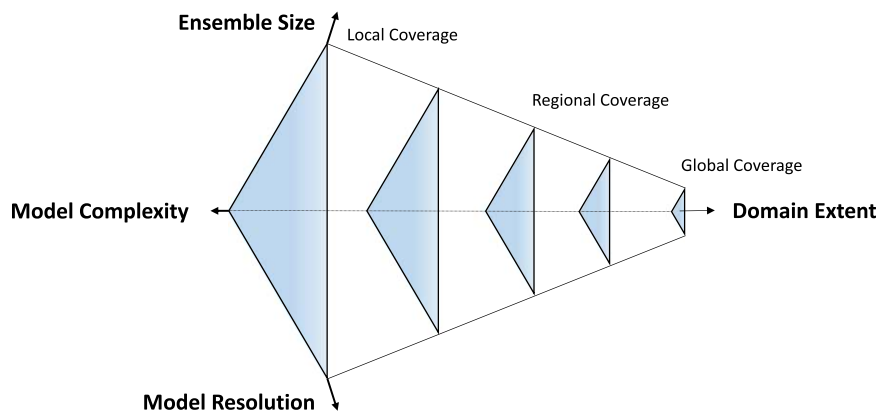 Ensemble Size
Local Coverage
Regional Coverage
Global Coverage
Model Complexity
Domain Extent
Model Resolution